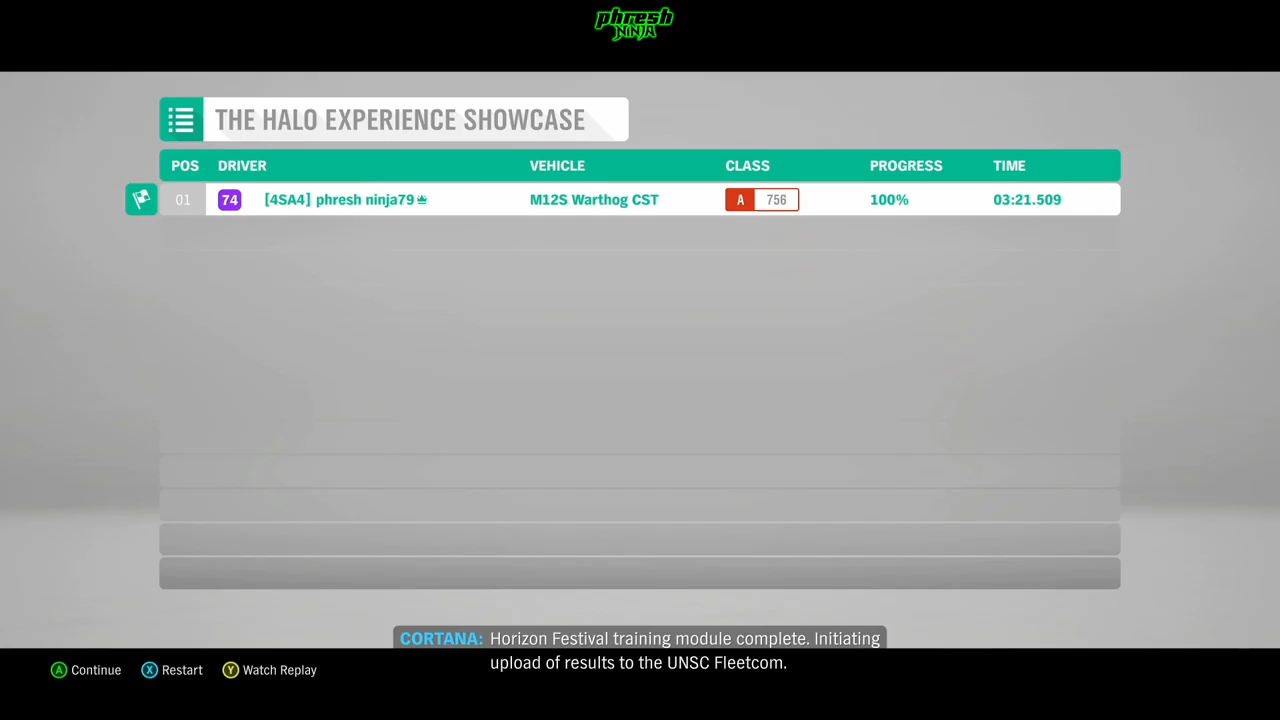 phresh
NINJA
THE HALO EXPERIENCE SHOWCASE
POS DRIVER VEHICLE CLASS PROGRESS TIME
01 74 [4SA4] phresh ninja79 M12S Warthog CST A 756 100% 03:21.509
CORTANA: Horizon Festival training module complete. Initiating
upload of results to the UNSC Fleetcom.
A Continue X Restart Y Watch Replay